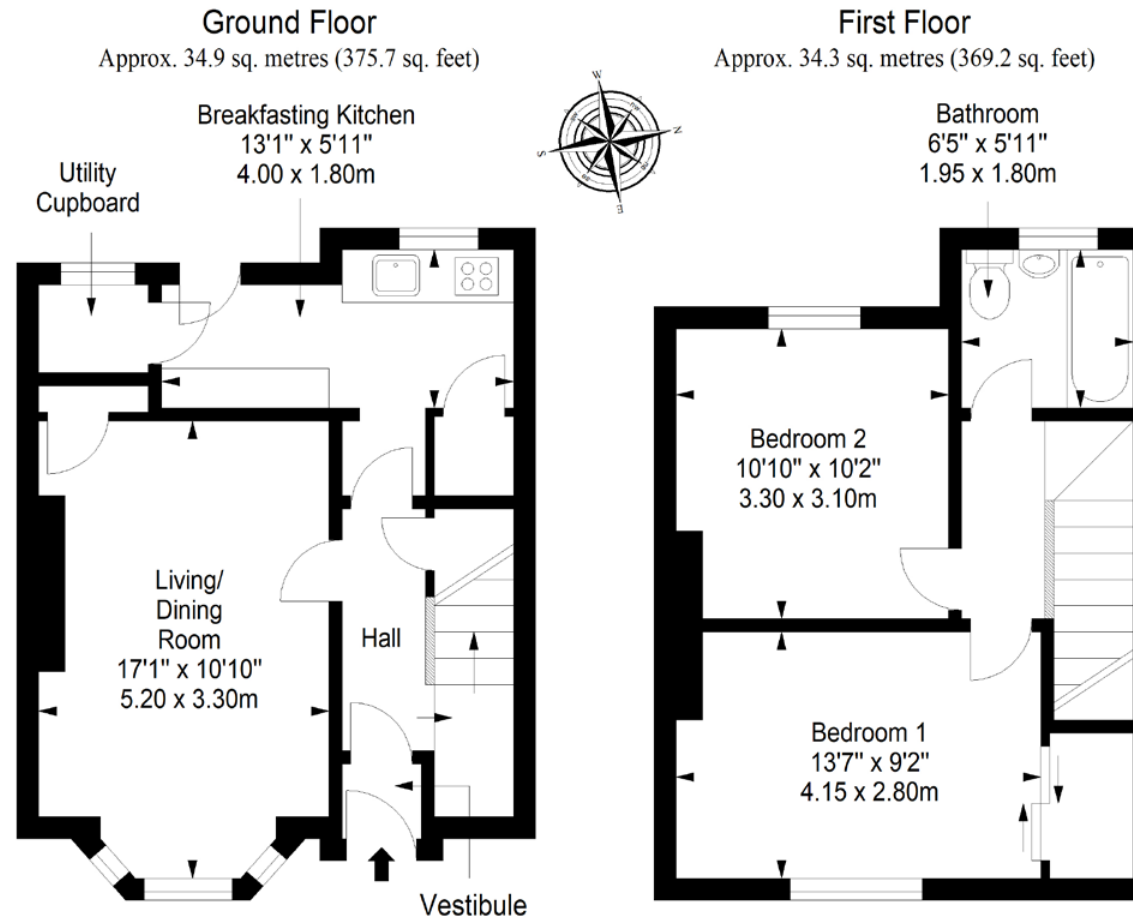 Ground Floor
Approx. 34.9 sq. metres (375.7 sq. feet)
Breakfasting Kitchen
13'1" x 5'11"
4.00 x 1.80m
Utility
Cupboard
Living/
Dining
Room
17'1" x 10'10"
5.20 x 3.30m
Hall
Vestibule
W
N
S
E
First Floor
Approx. 34.3 sq. metres (369.2 sq. feet)
Bathroom
6'5" x 5'11"
1.95 x 1.80m
Bedroom 2
10'10" x 10'2"
3.30 x 3.10m
Bedroom 1
13'7" x 9'2"
4.15 x 2.80m